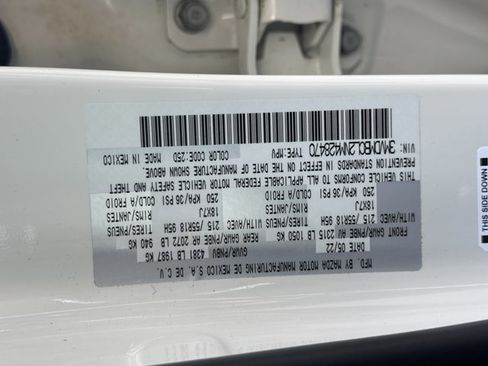 MFD. BY MAZDA MOTOR MANUFACTURING DE MEXICO S.A. DE C.V.
05/22 GVWR/PNBV 4381 LB 1987 KG
FRONT GAWR/PNBE AV 2315 LB 1050 KG REAR GAWR/PNBE AR 2072 LB 940 KG
WITH/AVEC 215 /55R18 95H TIRES/PNEUS WITH/AVEC 215 /55R18 95H TIRES/PNEUS
18X7J RIMS/JANTES 18X7J RIMS/JANTES
250 KPA/36 PSI COLD/A FROID 250 KPA/36 PSI COLD/A FROID
THIS VEHICLE CONFORMS TO ALL APPLICABLE FEDERAL MOTOR VEHICLE SAFETY AND THEFT
PREVENTION STANDARDS IN EFFECT ON THE DATE OF MANUFACTURE SHOWN ABOVE.
VIN: 3MVDMBCL2NM428470 TYPE:MPV COLOR CODE:25D MADE IN MEXICO
THIS SIDE DOWN